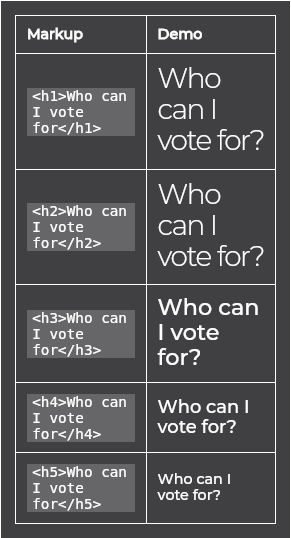 Markup Demo
<h1>Who can
I vote
for</h1>
Who
can I
vote for?
<h2>Who can
I vote
for</h2>
Who
can I
vote for?
<h3>Who can
I vote
for</h3>
Who can
I vote
for?
<h4>Who can
I vote
for</h4>
Who can I
vote for?
<h5>Who can
I vote
for</h5>
Who can I
vote for?